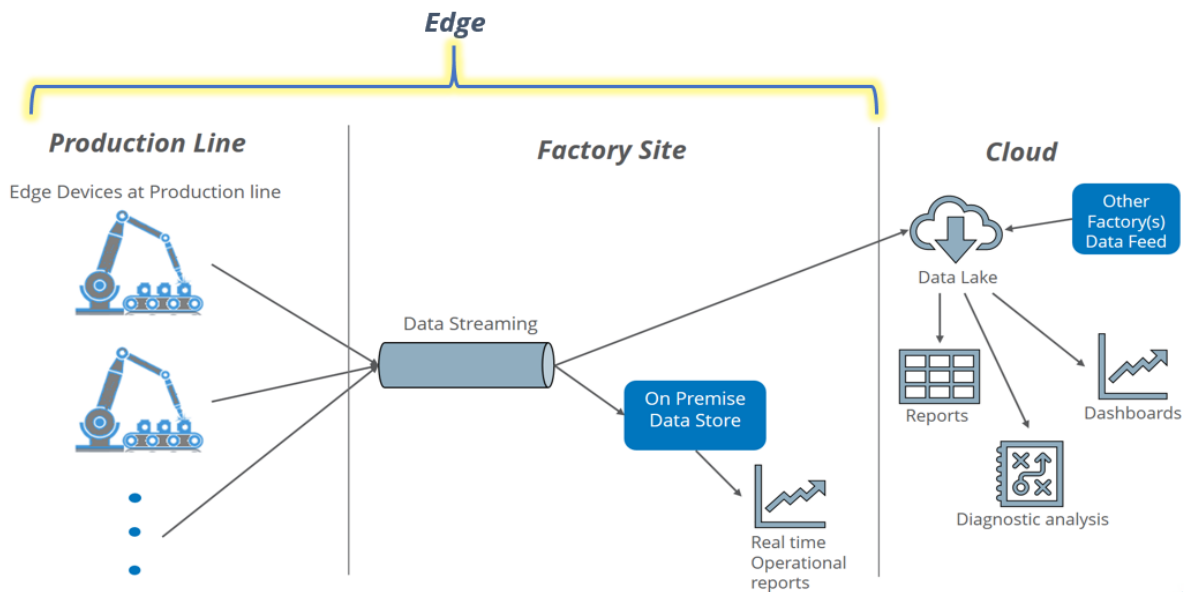 Edge
Production Line
Factory Site
Cloud
Edge Devices at Production line
Other
Factory(s)
Data Feed
Data Lake
Data Streaming
On Premise
Data Store
Reports
Dashboards
Diagnostic analysis
Real time
Operational
reports